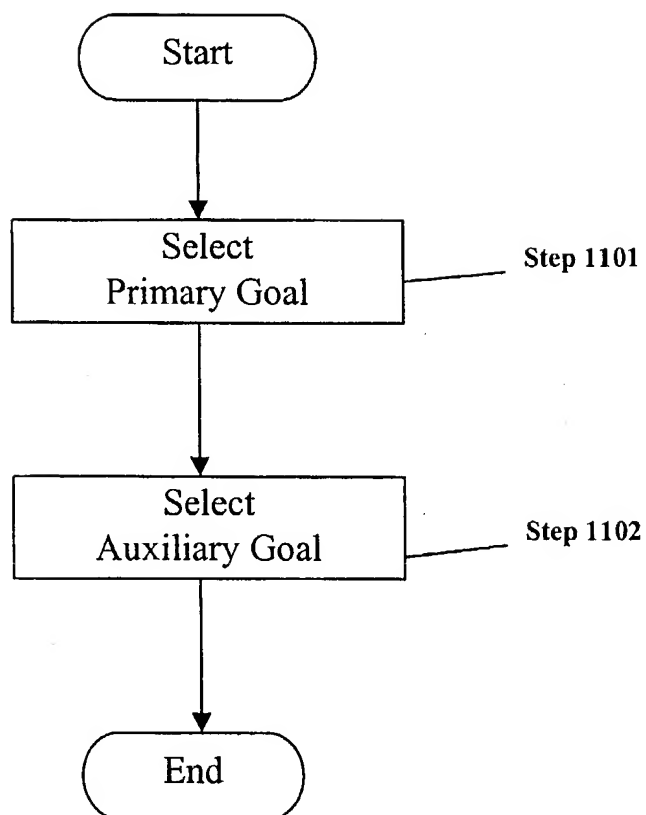 Start
Select
Primary Goal
Step 1101
Select
Auxiliary Goal
Step 1102
End